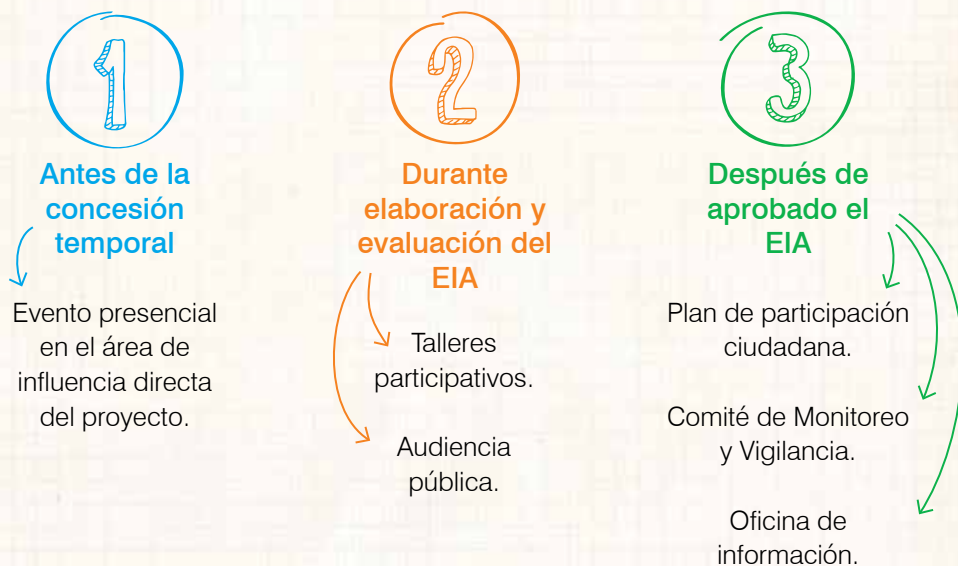 1
Antes de la
concesión
temporal
Evento presencial
en el área de
influencia directa
del proyecto.
2
Durante
elaboración y
evaluación del
EIA
Talleres
participativos.
Audiencia
pública.
3
Después de
aprobado el
EIA
Plan de participación
ciudadana.
Comité de Monitoreo
y Vigilancia.
Oficina de
información.